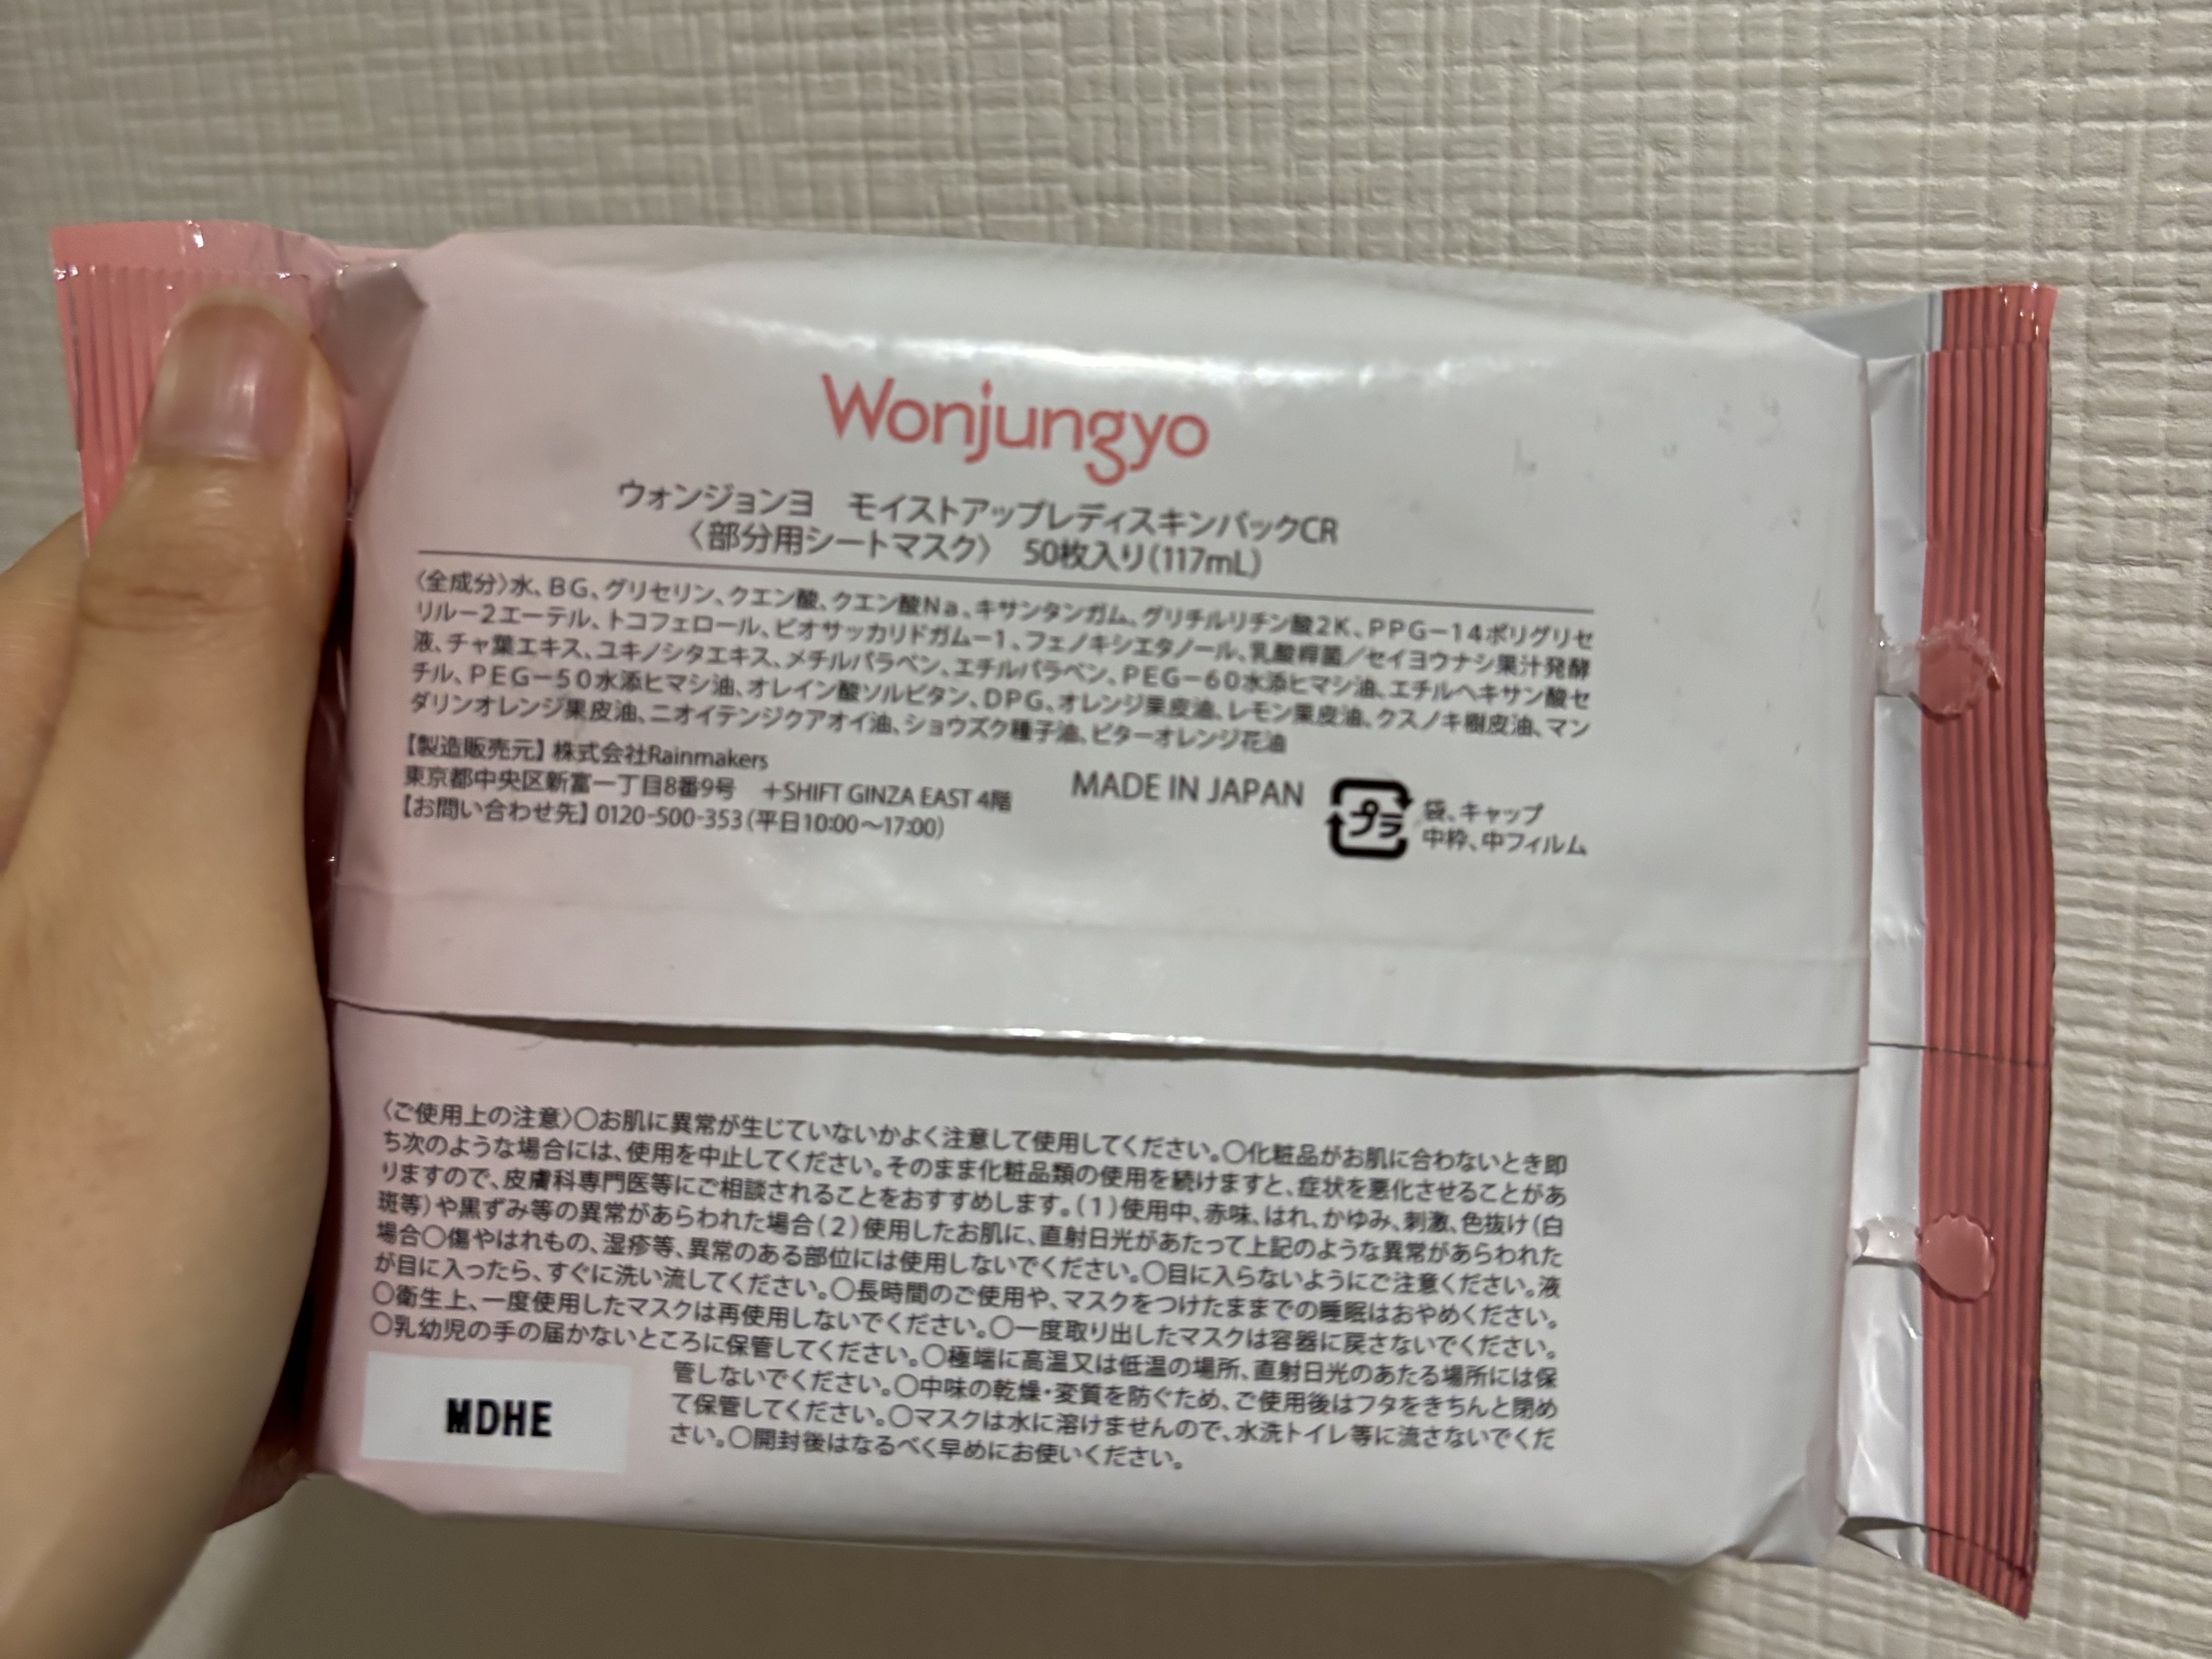 Wonjungyo
ウォンジョンヨ　モイストアップレディスキンパックCR
〈部分用シートマスク〉　50枚入り(117mL)
〈全成分〉水、BG、グリセリン、クエン酸、クエン酸Na、キサンタンガム、グリチルリチン酸2K、PPG－14ポリグリセ
リル－2エーテル、トコフェロール、ビオサッカリドガム－1、フェノキシエタノール、乳酸桿菌／セイヨウナシ果汁発酵
液、チャ葉エキス、ユキノシタエキス、メチルパラベン、エチルパラベン、PEG－60水添ヒマシ油、エチルヘキサン酸セ
チル、PEG－50水添ヒマシ油、オレイン酸ソルビタン、DPG、オレンジ果皮油、レモン果皮油、クスノキ樹皮油、マン
ダリンオレンジ果皮油、ニオイテンジクアオイ油、ショウズク種子油、ビターオレンジ花油
【製造販売元】株式会社Rainmakers
東京都中央区新富一丁目8番9号　＋SHIFT GINZA EAST 4階
【お問い合わせ先】0120-500-353(平日10:00～17:00)
MADE IN JAPAN
プラ
袋、キャップ
中枠、中フィルム
〈ご使用上の注意〉〇お肌に異常が生じていないかよく注意して使用してください。〇化粧品がお肌に合わないとき即
ち次のような場合には、使用を中止してください。そのまま化粧品類の使用を続けますと、症状を悪化させることがあ
りますので、皮膚科専門医等にご相談されることをおすすめします。(1)使用中、赤味、はれ、かゆみ、刺激、色抜け(白
斑等)や黒ずみ等の異常があらわれた場合(2)使用したお肌に、直射日光があたって上記のような異常があらわれた
場合〇傷やはれもの、湿疹等、異常のある部位には使用しないでください。〇目に入らないようにご注意ください。液
が目に入ったら、すぐに洗い流してください。〇長時間のご使用や、マスクをつけたままでの睡眠はおやめください。
〇衛生上、一度使用したマスクは再使用しないでください。〇一度取り出したマスクは容器に戻さないでください。
〇乳幼児の手の届かないところに保管してください。〇極端に高温又は低温の場所、直射日光のあたる場所には保
管しないでください。〇中味の乾燥・変質を防ぐため、ご使用後はフタをきちんと閉め
て保管してください。〇マスクは水に溶けませんので、水洗トイレ等に流さないでくだ
さい。〇開封後はなるべく早めにお使いください。
MDHE